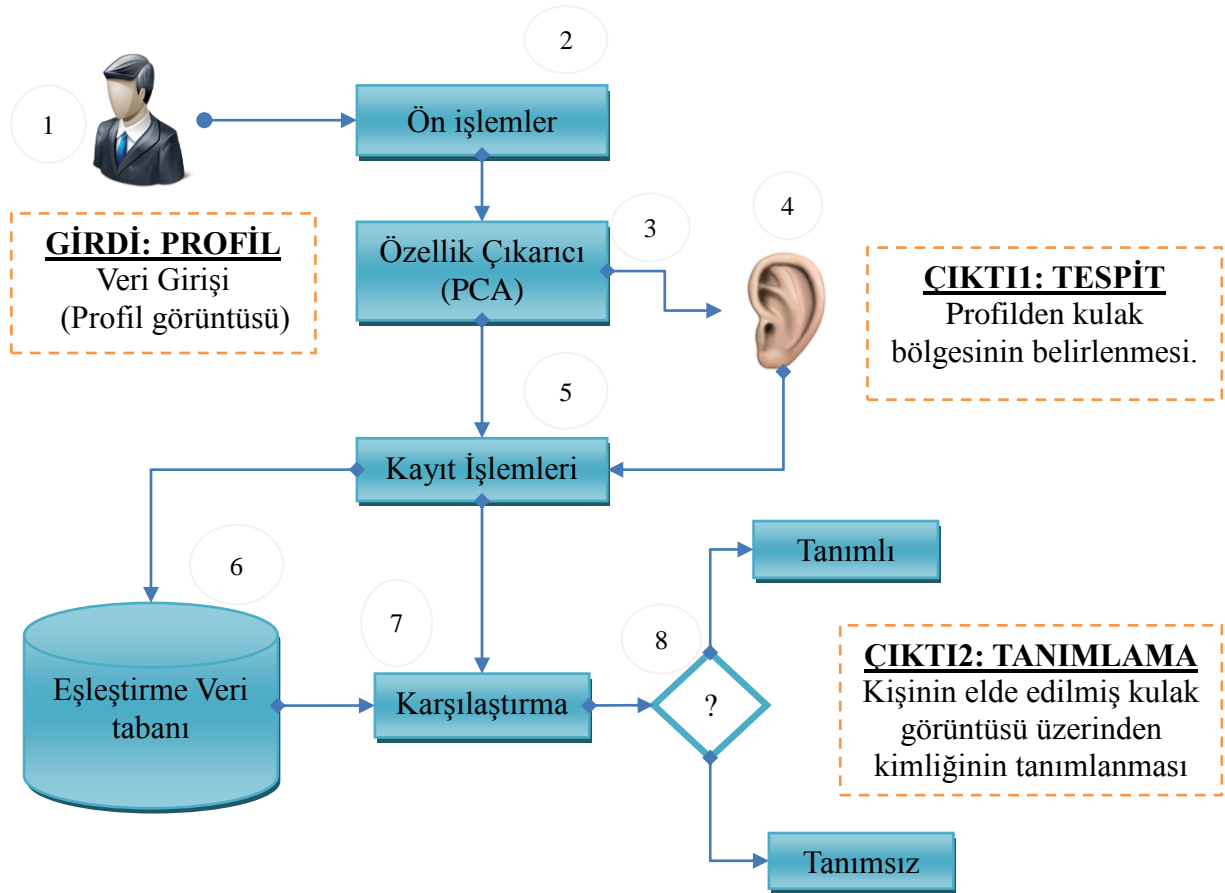 2
1
Ön işlemler
3
4
GİRDİ: PROFİL
Veri Girişi
(Profil görüntüsü)
Özellik Çıkarıcı
(PCA)
ÇIKTI1: TESPİT
Profilden kulak
bölgesinin belirlenmesi.
5
Kayıt İşlemleri
6
7
8
Tanımlı
Eşleştirme Veri
tabanı
Karşılaştırma
?
ÇIKTI2: TANIMLAMA
Kişinin elde edilmiş kulak
görüntüsü üzerinden
kimliğinin tanımlanması
Tanımsız